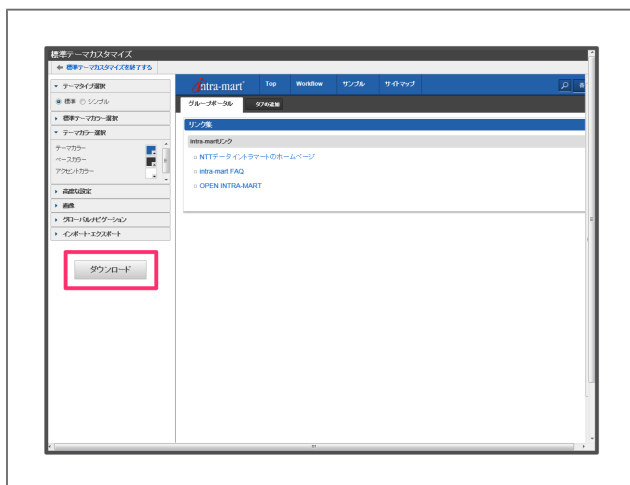 標準テーマカスタマイズ
標準テーマカスタマイズを終了する
テーマタイプ選択
標準 シンプル
標準テーマカラー選択
テーマカラー選択
テーマカラー
ベースカラー
アクセントカラー
高度な設定
画像
グローバルナビゲーション
インポート・エクスポート
ダウンロード
intra-mart Top Workflow サンプル サイトマップ
グループポータル タブの追加
リンク集
intra-martリンク
NTTデータイントラマートのホームページ
intra-mart FAQ
OPEN INTRA-MART